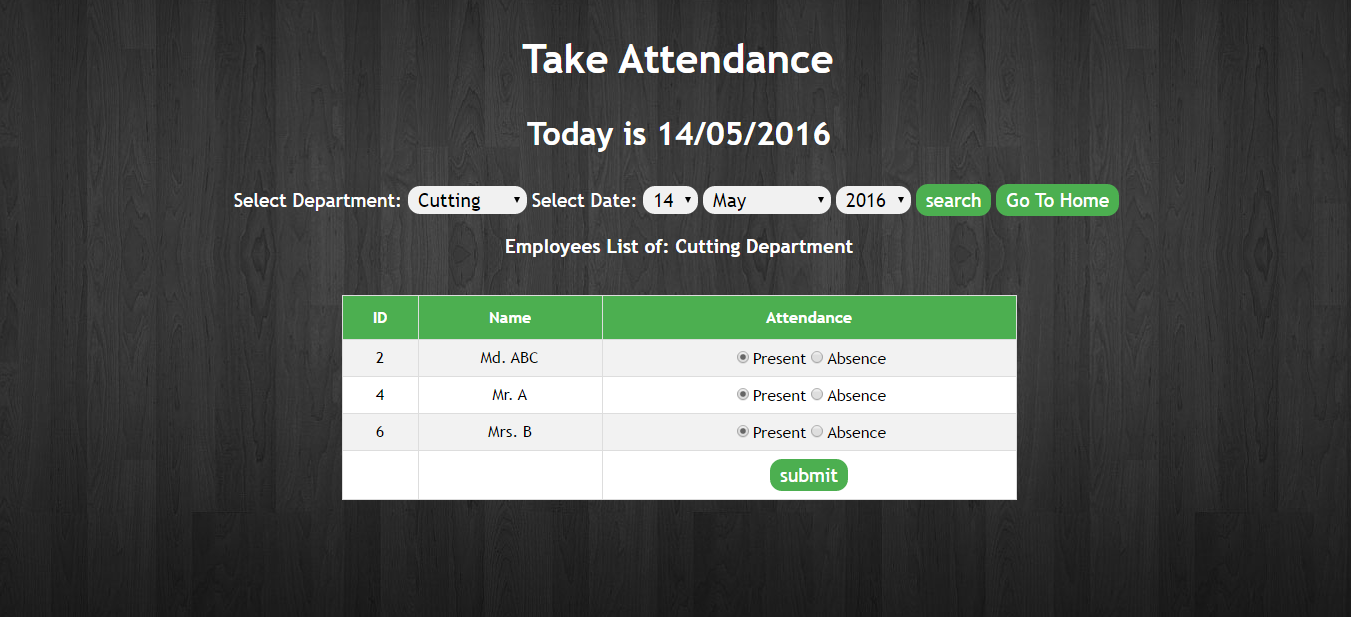 Take Attendance
Today is 14/05/2016
Select Department: Cutting Select Date: 14 May 2016 search Go To Home
Employees List of: Cutting Department
ID Name Attendance
2 Md. ABC Present Absence
4 Mr. A Present Absence
6 Mrs. B Present Absence
submit